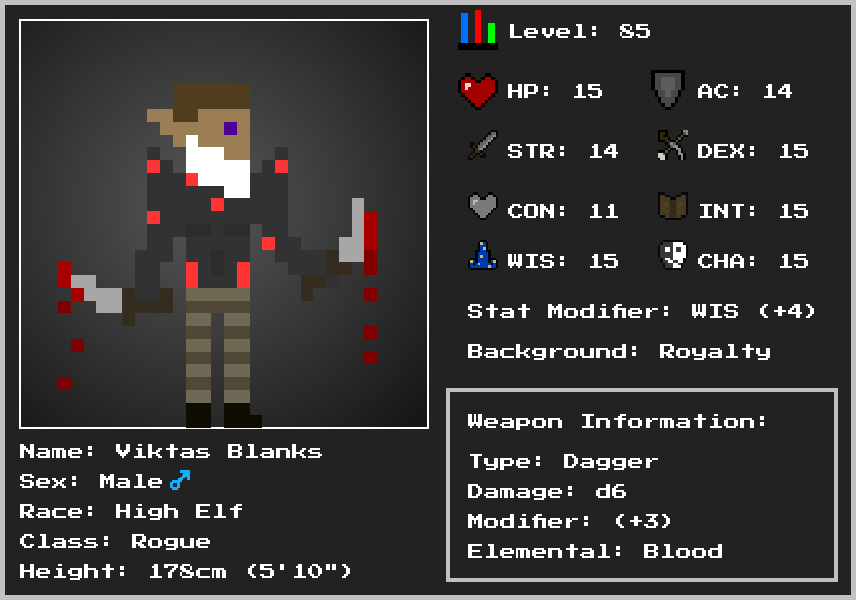 Level: 85
HP: 15 AC: 14
STR: 14 DEX: 15
CON: 11 INT: 15
WIS: 15 CHA: 15
Stat Modifier: WIS (+4)
Background: Royalty
Weapon Information:
Type: Dagger
Damage: d6
Modifier: (+3)
Elemental: Blood
Name: Viktas Blanks
Sex: Male ♂
Race: High Elf
Class: Rogue
Height: 178cm (5'10")